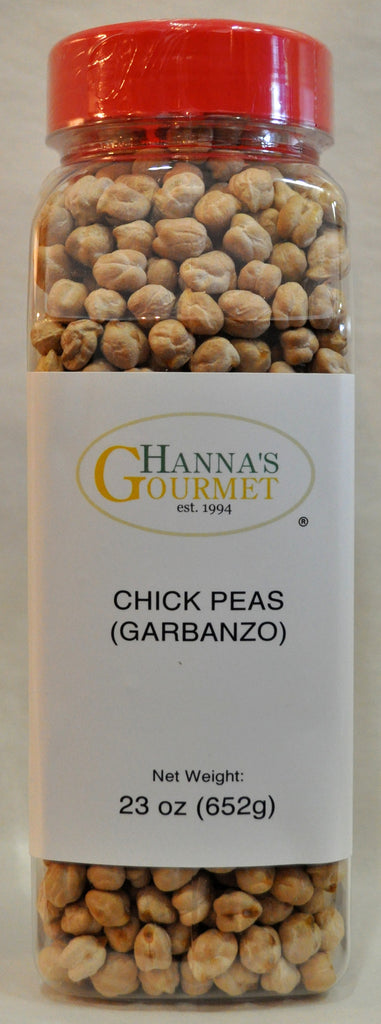 HANNA'S
GOURMET
est. 1994
®
CHICK PEAS
(GARBANZO)
Net Weight:
23 oz (652g)